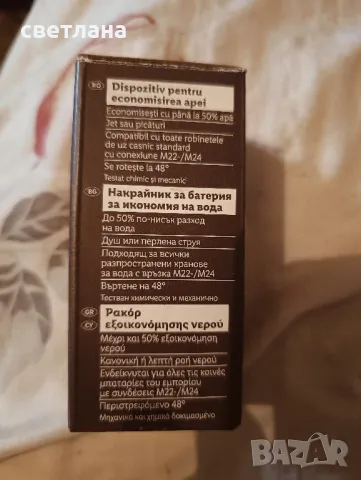 светлана
RO
Dispozitiv pentru
economisirea apei
Economisești cu până la 50% apă
Jet sau picături
Compatibil cu toate robinetele
de uz casnic standard
cu conexiune M22-/M24
Se rotește la 48°
Testat chimic și mecanic
BG
Накрайник за батерия
за икономия на вода
До 50% по-нисък разход
на вода
Душ или перлена струя
Подходящ за всички
разпространени кранове
за вода с връзка M22-/M24
Въртене на 48°
Тестван химически и механично
GR
CY
Ρακόρ
εξοικονόμησης νερού
Μέχρι και 50% εξοικονόμηση
νερού
Κανονική ή λεπτή ροή νερού
Ενδείκνυται για όλες τις κοινές
μπαταρίες του εμπορίου
με συνδέσεις M22-/M24
Περιστρεφόμενο 48°
Μηχανικά και χημικά δοκιμασμένο
BAZAR
bg